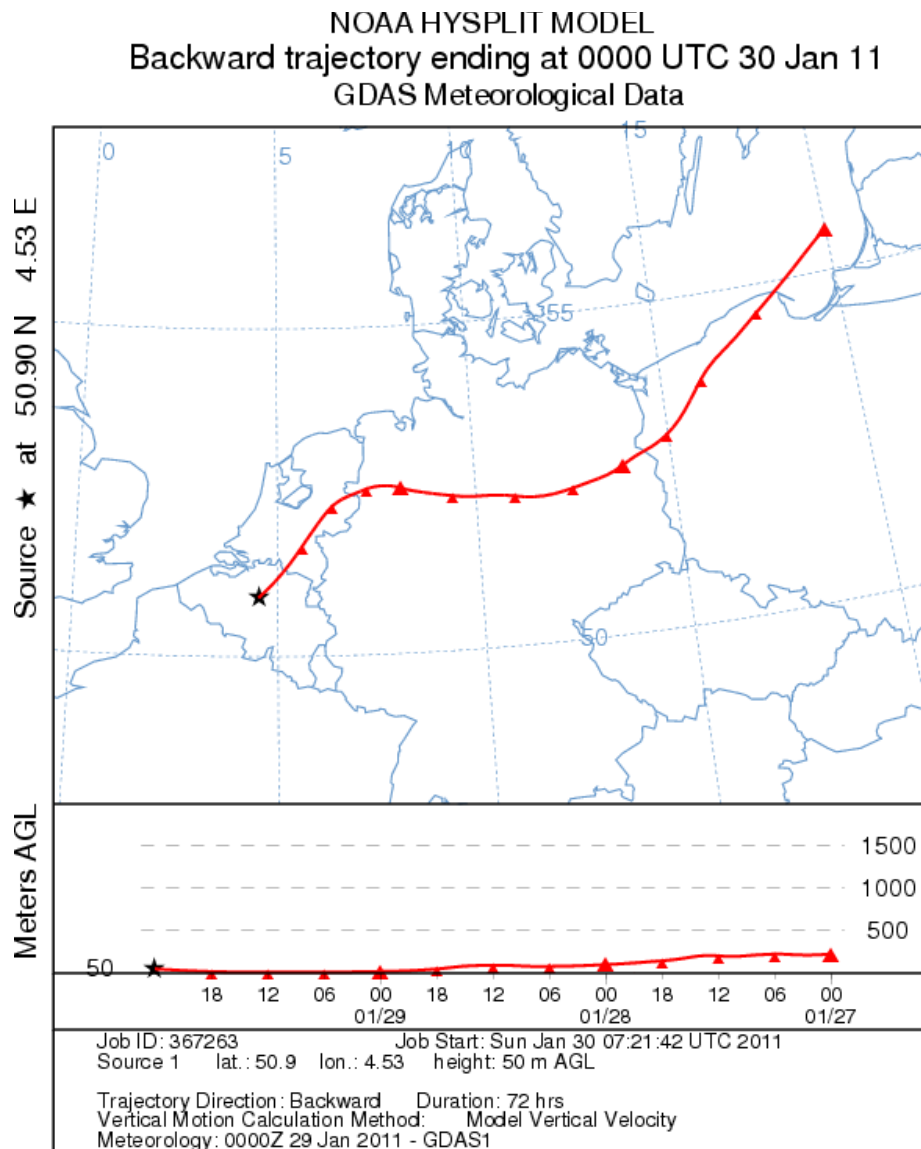 NOAA HYSPLIT MODEL
Backward trajectory ending at 0000 UTC 30 Jan 11
GDAS Meteorological Data
Source ★ at 50.90 N 4.53 E
0
5
10
15
55
50
Meters AGL
1500
1000
500
50
18 12 06 00 18 12 06 00 18 12 06 00
01/29 01/28 01/27
Job ID: 367263 Job Start: Sun Jan 30 07:21:42 UTC 2011
Source 1 lat.: 50.9 lon.: 4.53 height: 50 m AGL
Trajectory Direction: Backward Duration: 72 hrs
Vertical Motion Calculation Method: Model Vertical Velocity
Meteorology: 0000Z 29 Jan 2011 - GDAS1